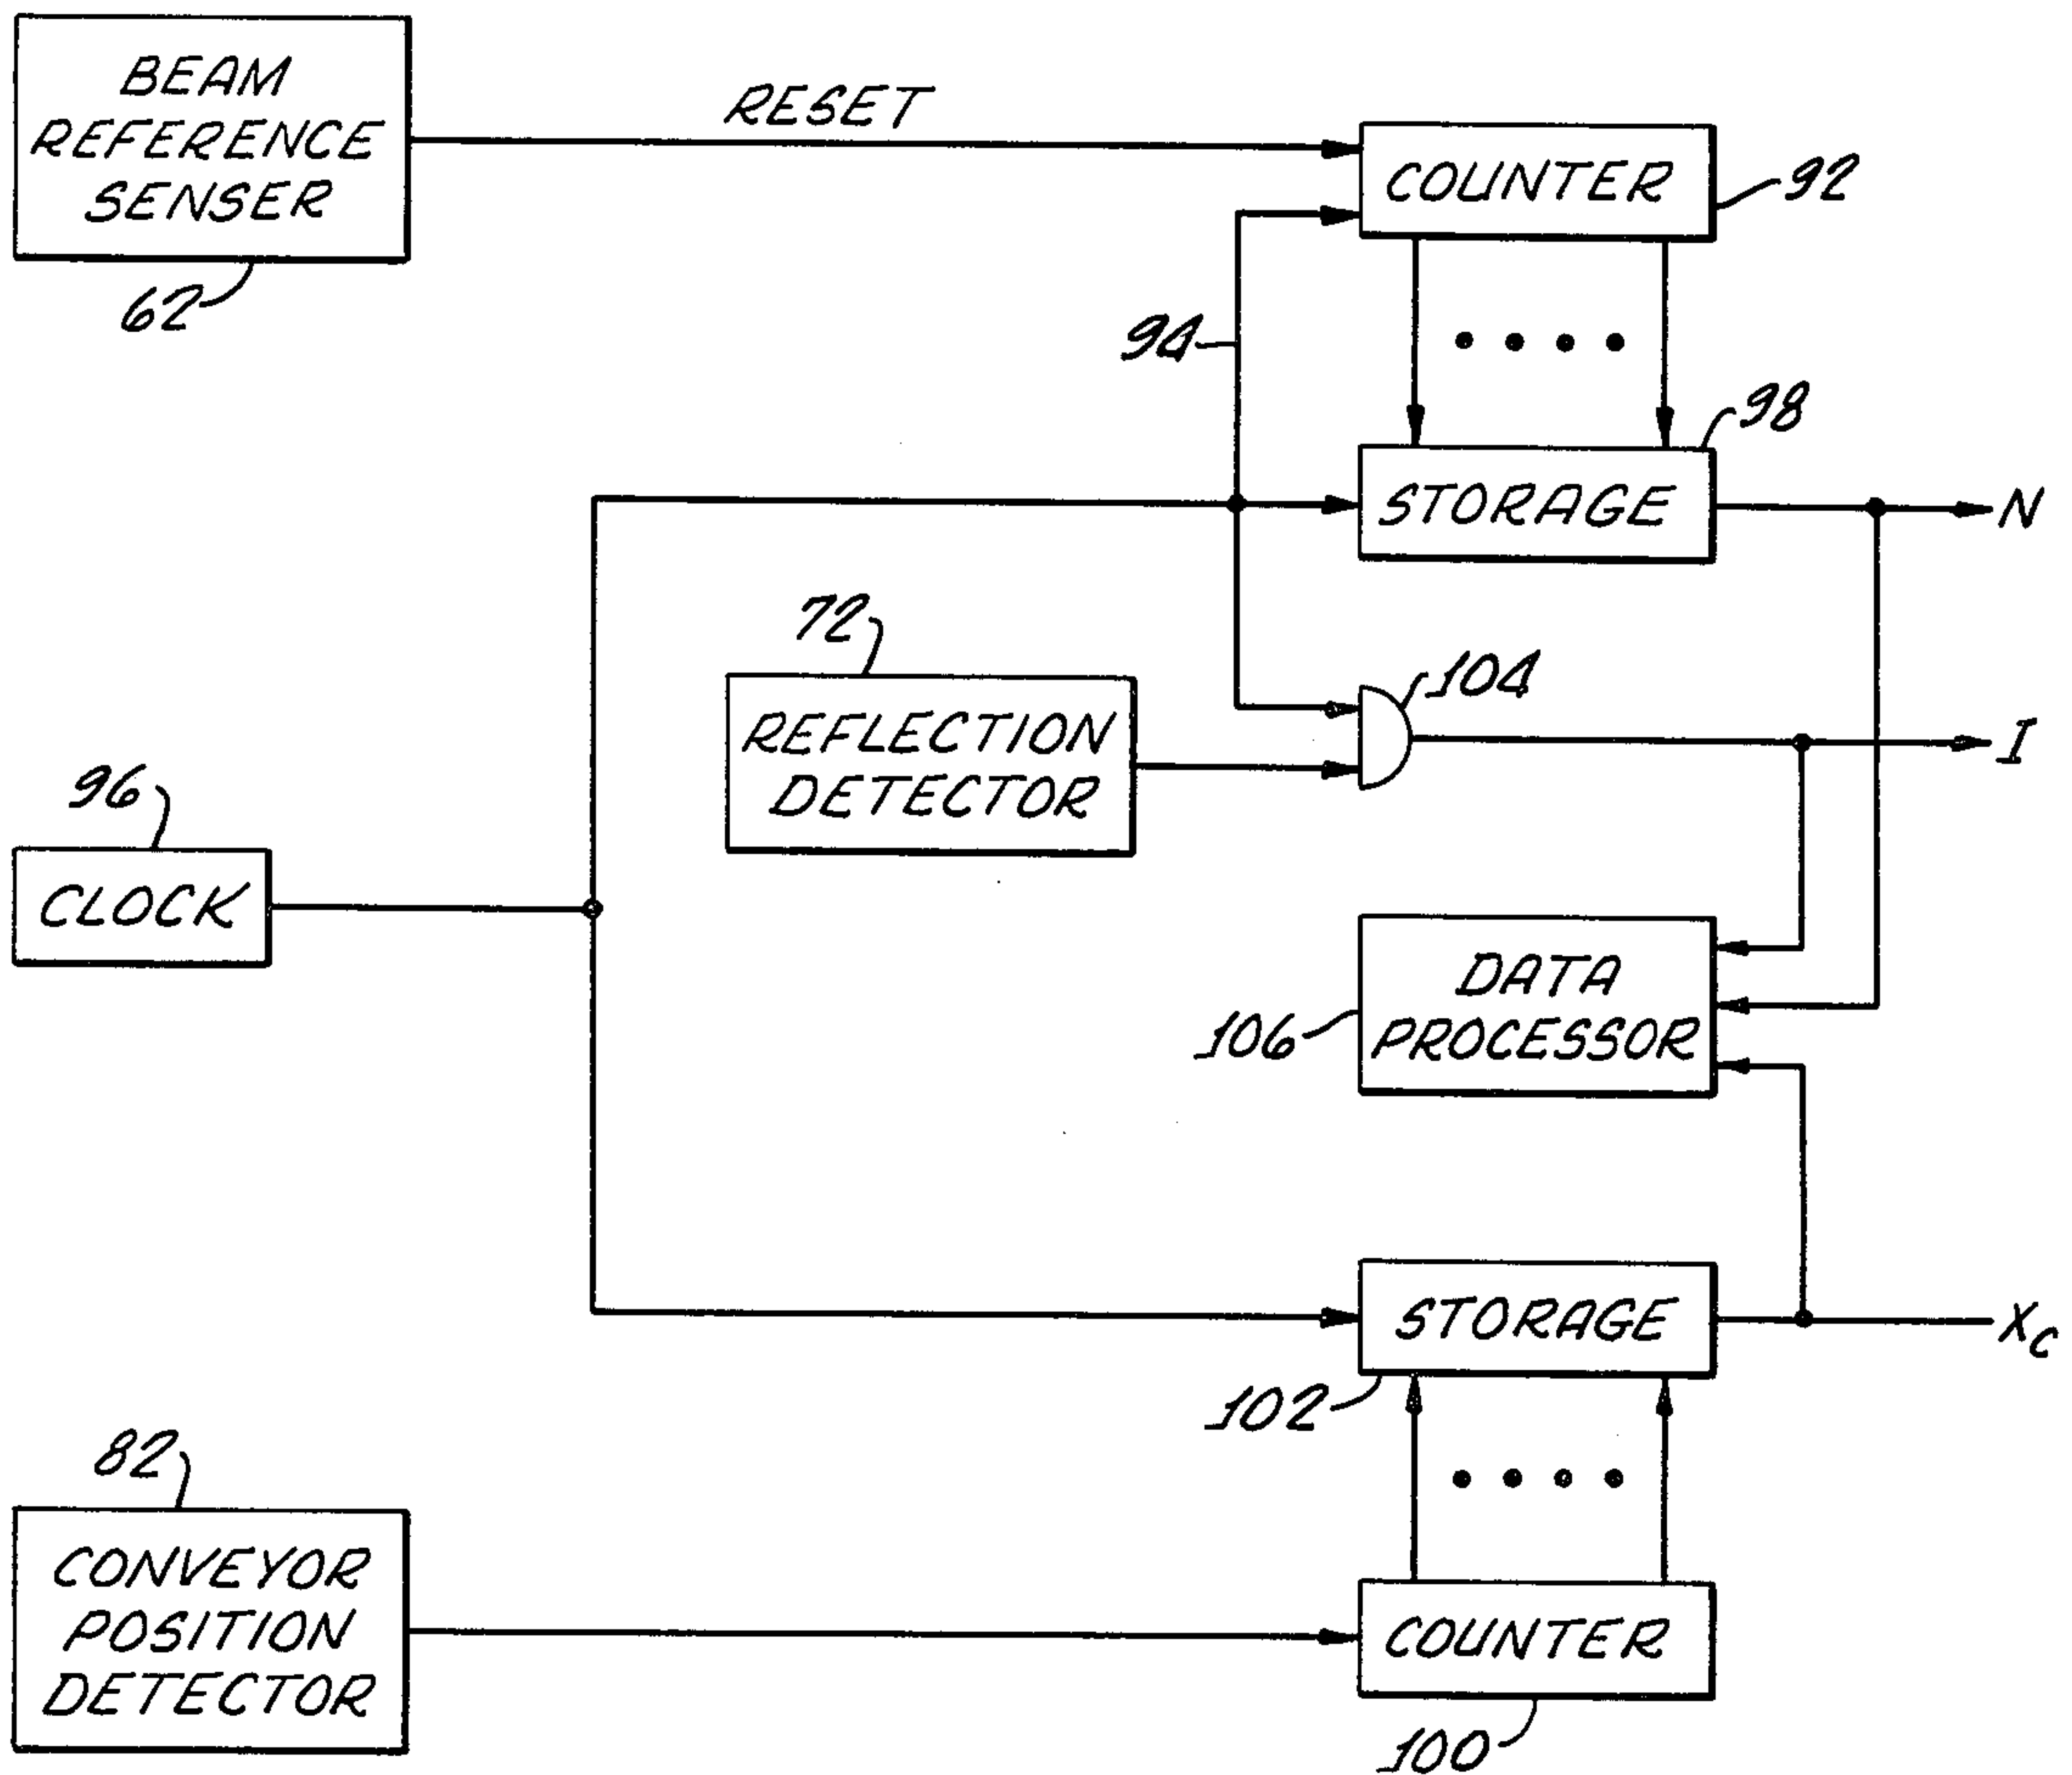 BEAM
REFERENCE
SENSER
62
RESET
COUNTER
92
94
98
STORAGE
N
72
REFLECTION
DETECTOR
104
I
96
CLOCK
DATA
PROCESSOR
106
STORAGE
XC
102
82
CONVEYOR
POSITION
DETECTOR
COUNTER
100